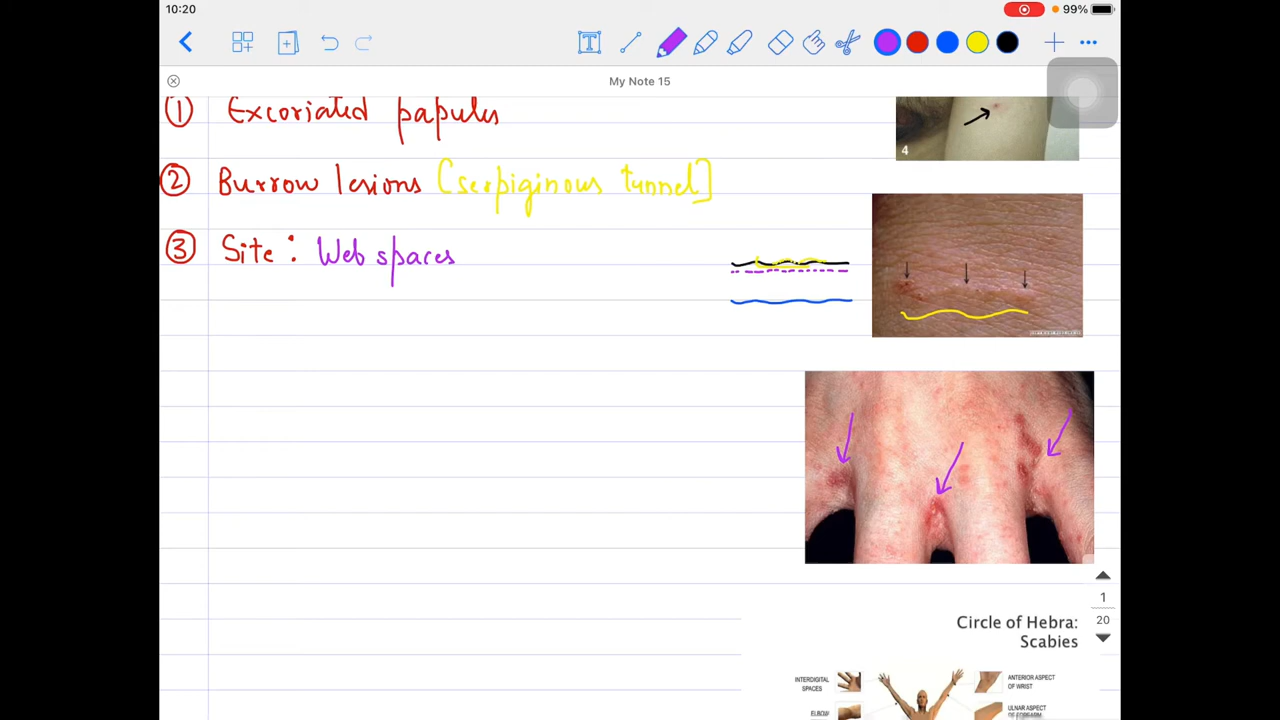 10:20
99%
My Note 15
① Excoriated papules
② Burrow lesions [serpiginous tunnel]
③ Site: Web spaces
4
1
20
Circle of Hebra:
Scabies
INTERDIGITAL
SPACES
ANTERIOR ASPECT
OF WRIST
ELBOW
ULNAR ASPECT
OF FOREARM